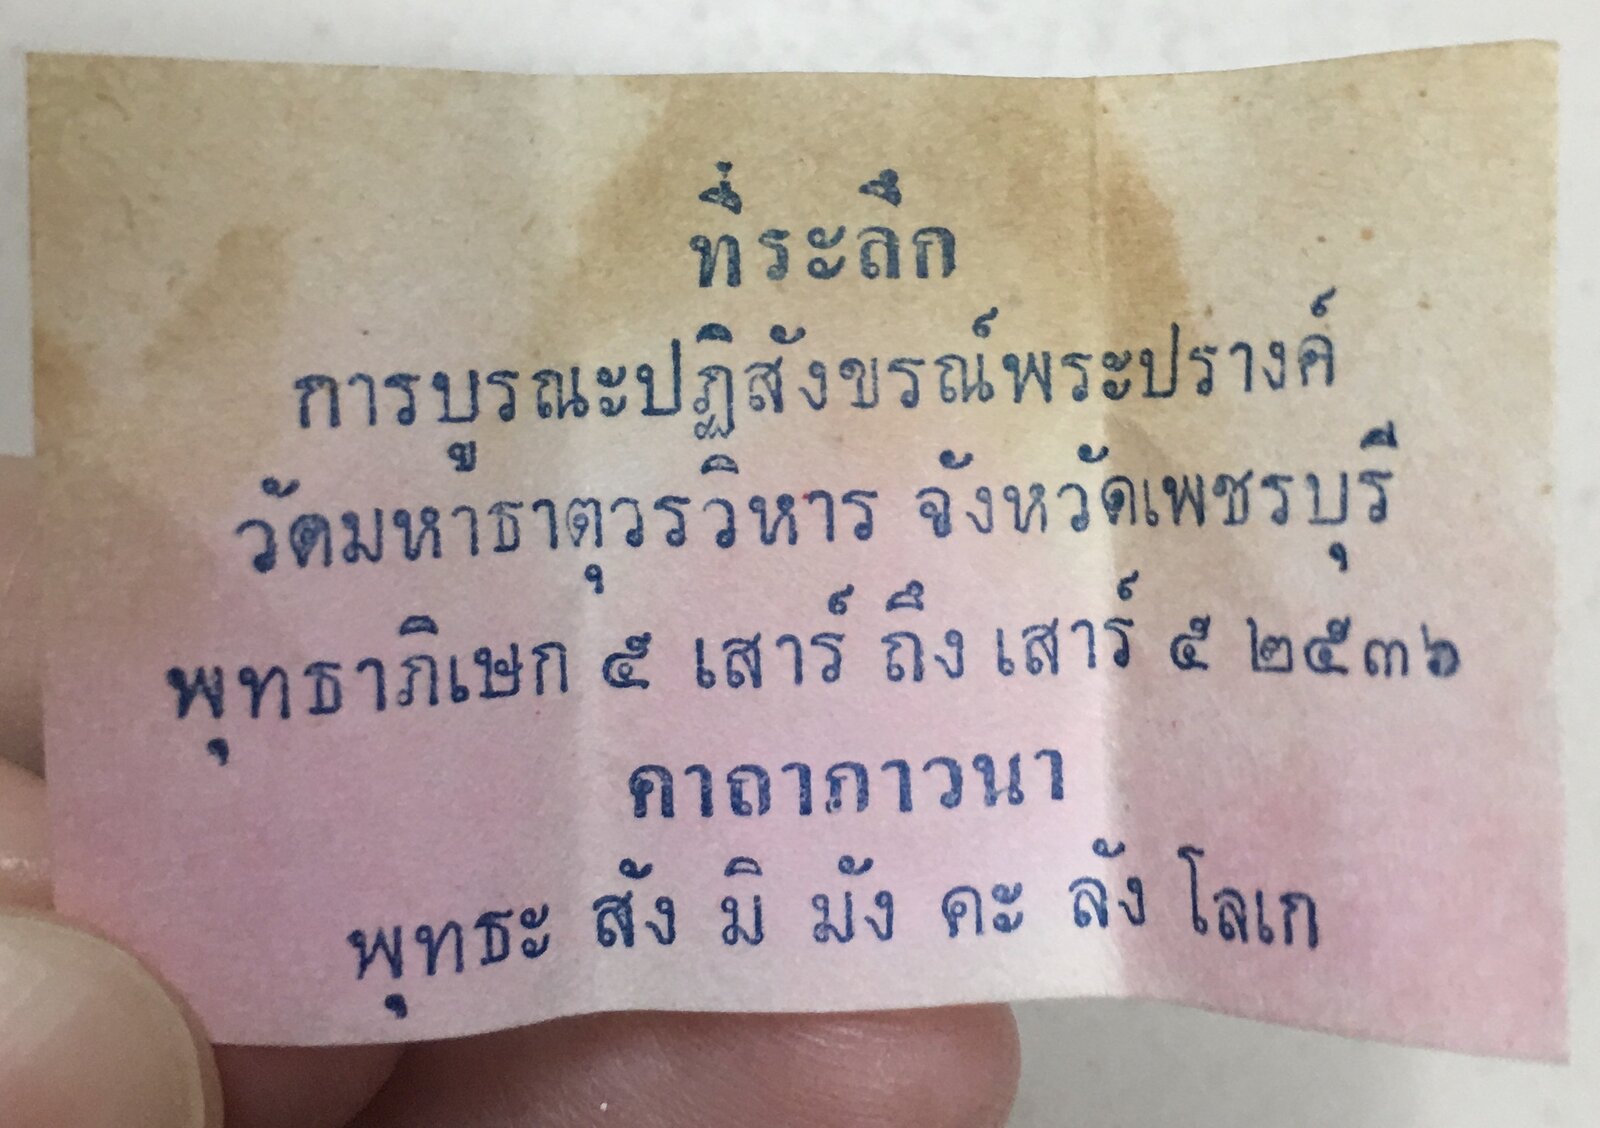 ที่ระลึก
การบูรณะปฏิสังขรณ์พระปรางค์
วัดมหาธาตุวรวิหาร จังหวัดเพชรบุรี
พุทธาภิเษก ๕ เสาร์ ถึง เสาร์ ๕ ๒๕๓๖
คาถาภาวนา
พุทธะ สัง มิ มัง คะ ลัง โลเก